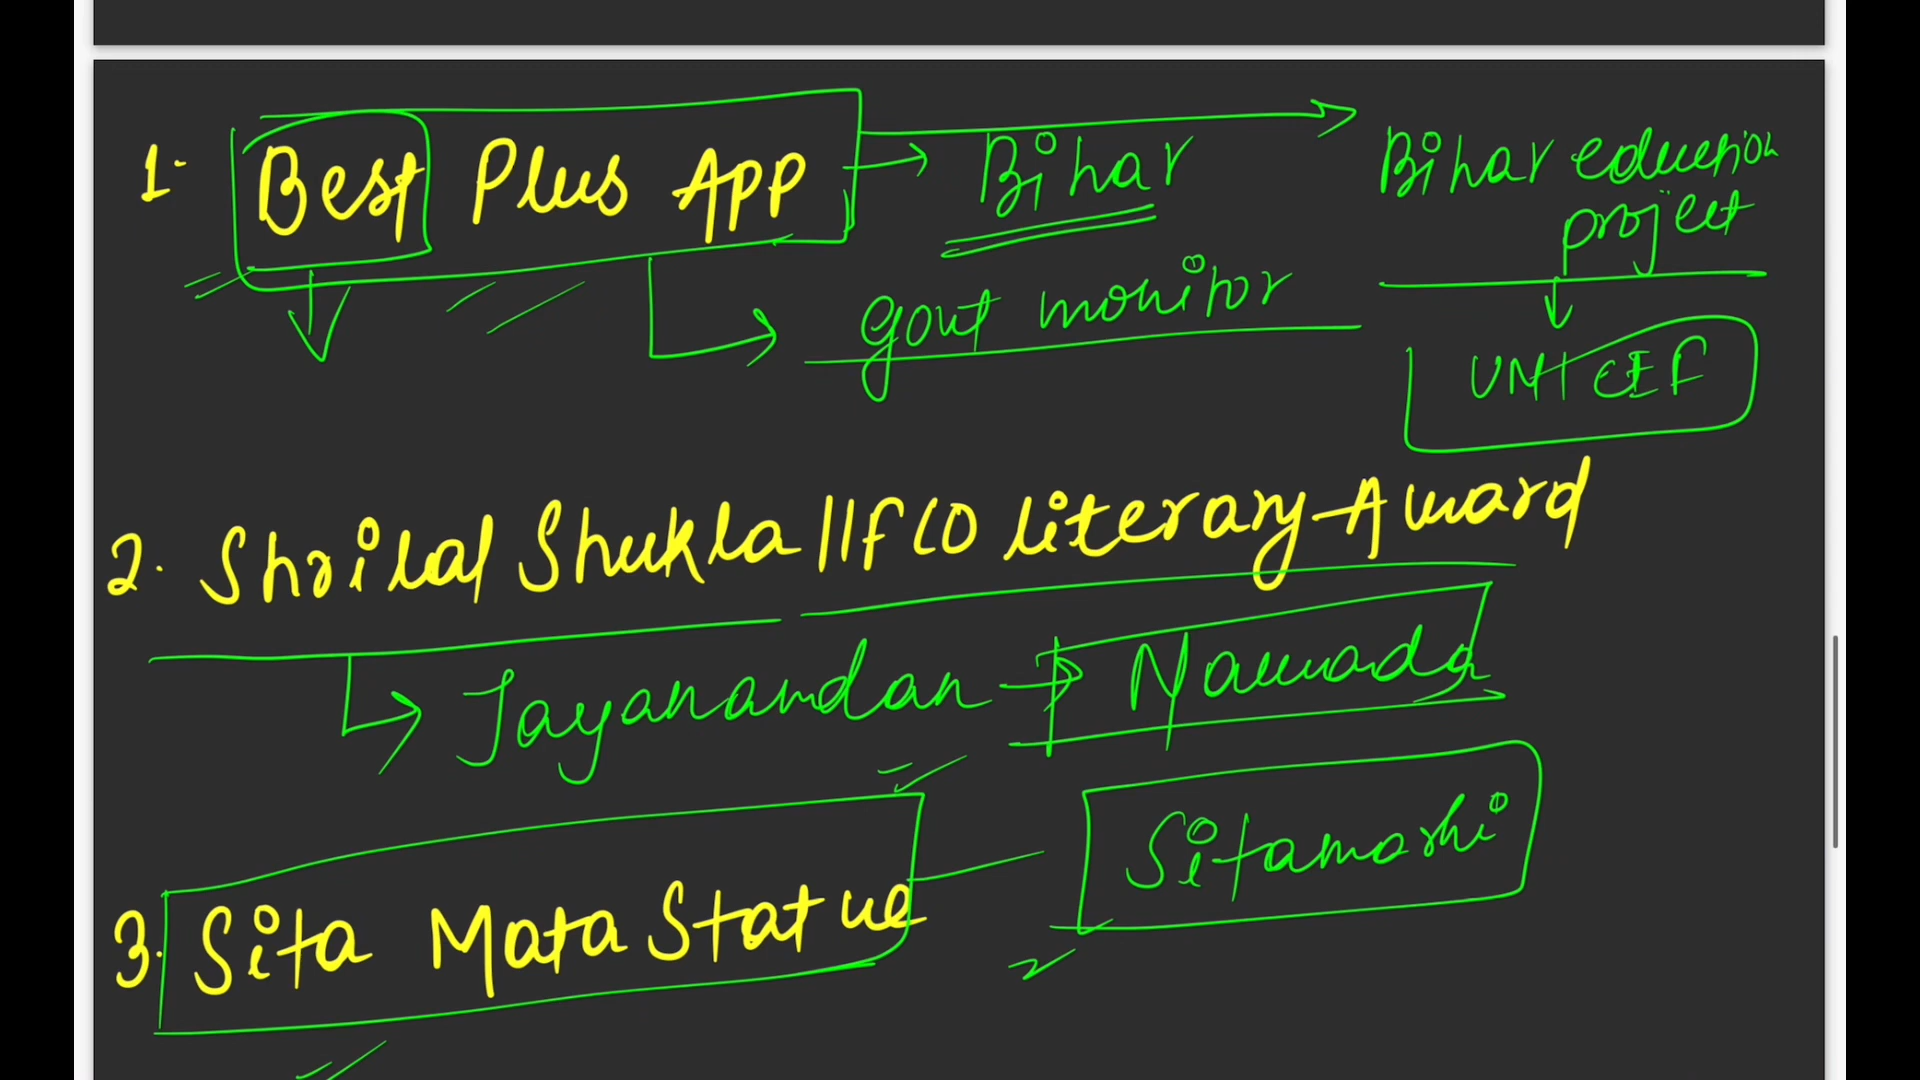 1. Best Plus App → Bihar → Bihar education
project
govt monitor
UNICEF
2. Shrilal Shukla IIFCO literary Award
Jayanandan → Nawada
3. Sita Mata Statue
Sitamarhi